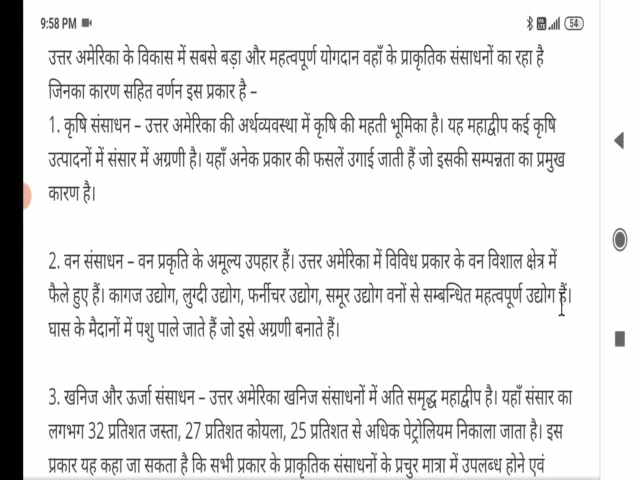 9:58 PM
54
उत्तर अमेरिका के विकास में सबसे बड़ा और महत्वपूर्ण योगदान वहाँ के प्राकृतिक संसाधनों का रहा है
जिनका कारण सहित वर्णन इस प्रकार है –
1. कृषि संसाधन – उत्तर अमेरिका की अर्थव्यवस्था में कृषि की महती भूमिका है। यह महाद्वीप कई कृषि
उत्पादनों में संसार में अग्रणी है। यहाँ अनेक प्रकार की फसलें उगाई जाती हैं जो इसकी सम्पन्नता का प्रमुख
कारण है।
2. वन संसाधन – वन प्रकृति के अमूल्य उपहार हैं। उत्तर अमेरिका में विविध प्रकार के वन विशाल क्षेत्र में
फैले हुए हैं। कागज उद्योग, लुग्दी उद्योग, फर्नीचर उद्योग, समूर उद्योग वनों से सम्बन्धित महत्वपूर्ण उद्योग हैं।
घास के मैदानों में पशु पाले जाते हैं जो इसे अग्रणी बनाते हैं।
3. खनिज और ऊर्जा संसाधन – उत्तर अमेरिका खनिज संसाधनों में अति समृद्ध महाद्वीप है। यहाँ संसार का
लगभग 32 प्रतिशत जस्ता, 27 प्रतिशत कोयला, 25 प्रतिशत से अधिक पेट्रोलियम निकाला जाता है। इस
प्रकार यह कहा जा सकता है कि सभी प्रकार के प्राकृतिक संसाधनों के प्रचुर मात्रा में उपलब्ध होने एवं